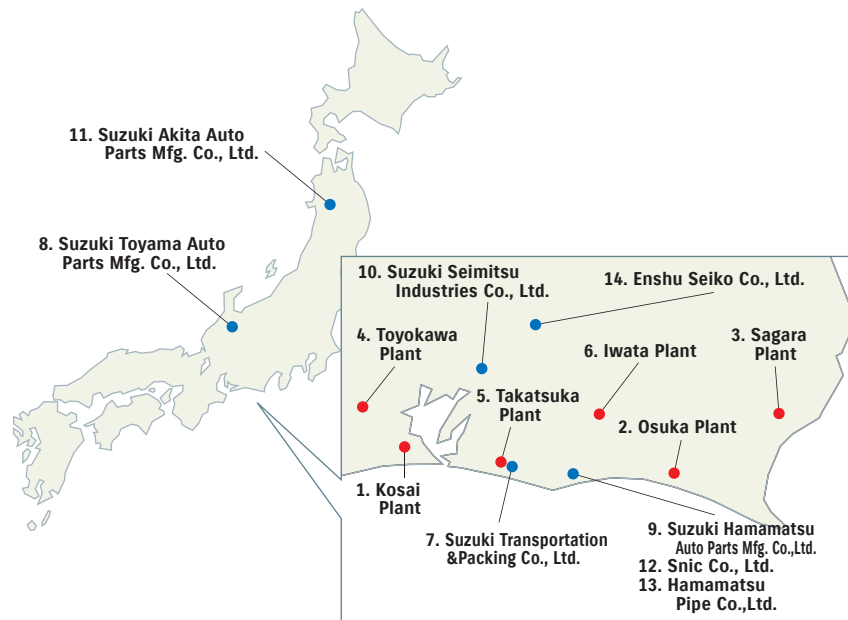 11. Suzuki Akita Auto
Parts Mfg. Co., Ltd.
8. Suzuki Toyama Auto
Parts Mfg. Co., Ltd.
10. Suzuki Seimitsu
Industries Co., Ltd.
14. Enshu Seiko Co., Ltd.
4. Toyokawa
Plant
6. Iwata Plant
3. Sagara
Plant
5. Takatsuka
Plant
2. Osuka Plant
1. Kosai
Plant
7. Suzuki Transportation
&Packing Co., Ltd.
9. Suzuki Hamamatsu
Auto Parts Mfg. Co.,Ltd.
12. Snic Co., Ltd.
13. Hamamatsu
Pipe Co.,Ltd.